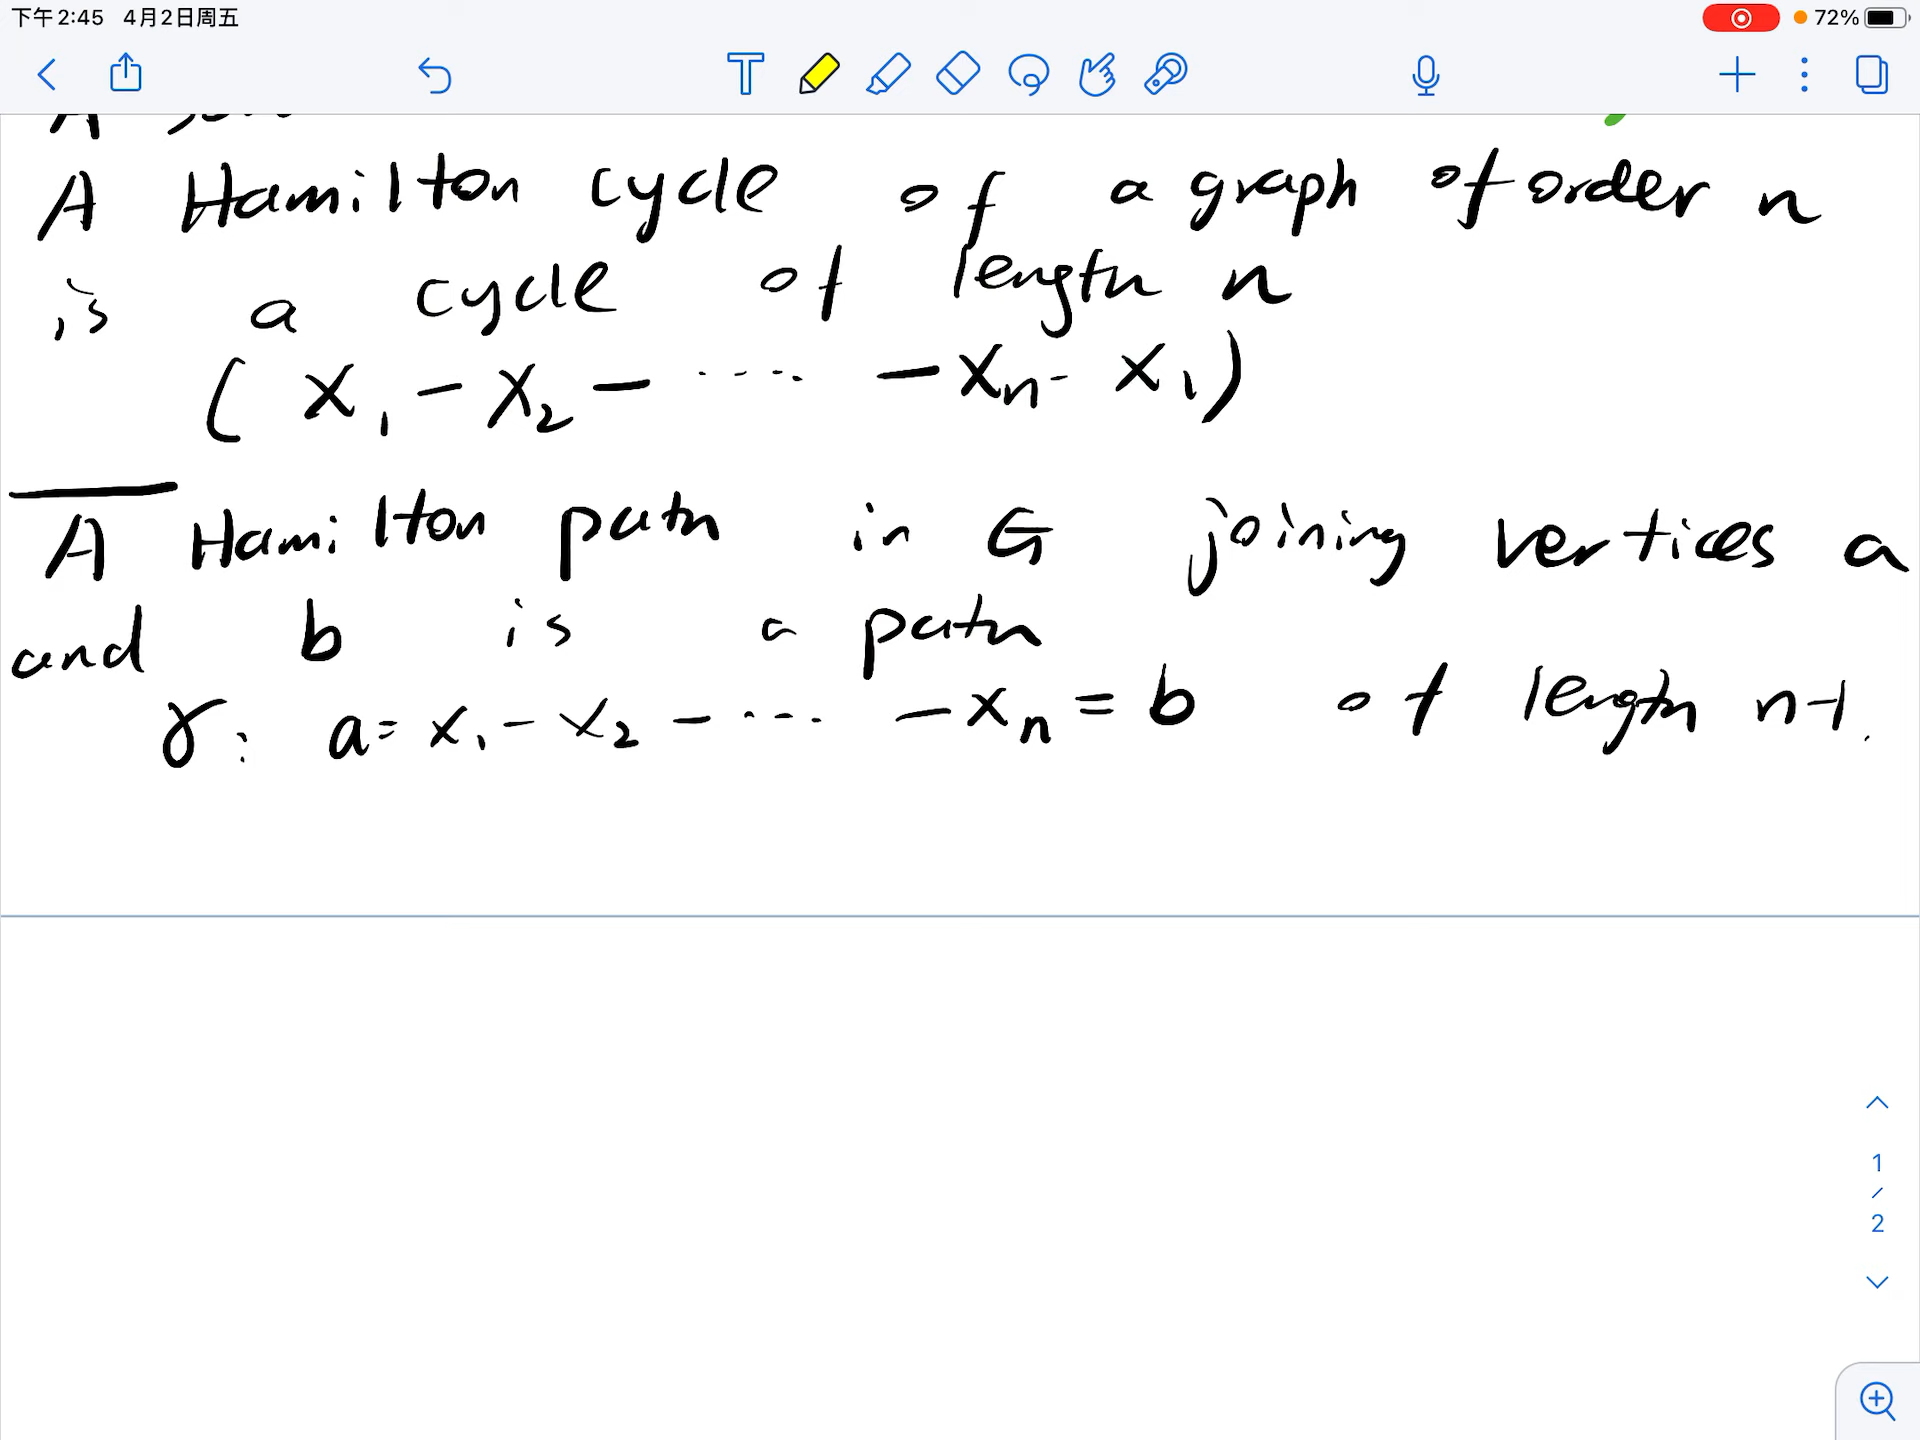 下午2:45 4月2日周五
72%
T
A Hamilton cycle of a graph of order n
is a cycle of length n
( x₁ - x₂ - ···· - xₙ - x₁ )
A Hamilton path in G joining vertices a
and b is a path
γ: a = x₁ - x₂ - ···· - xₙ = b of length n-1.
1
/
2